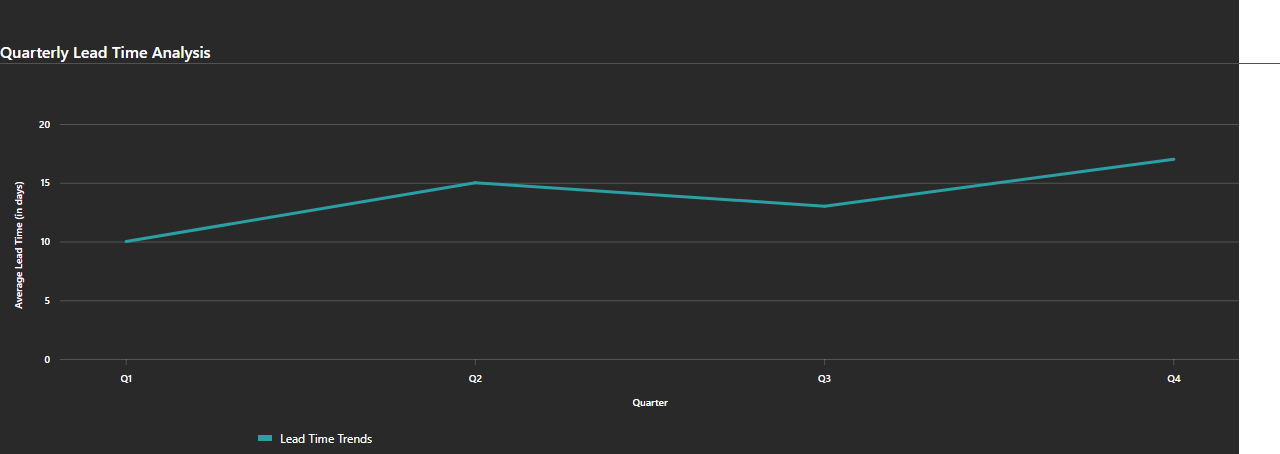 Quarterly Lead Time Analysis
20
15
10
5
0
Average Lead Time (in days)
Q1 Q2 Q3 Q4
Quarter
Lead Time Trends